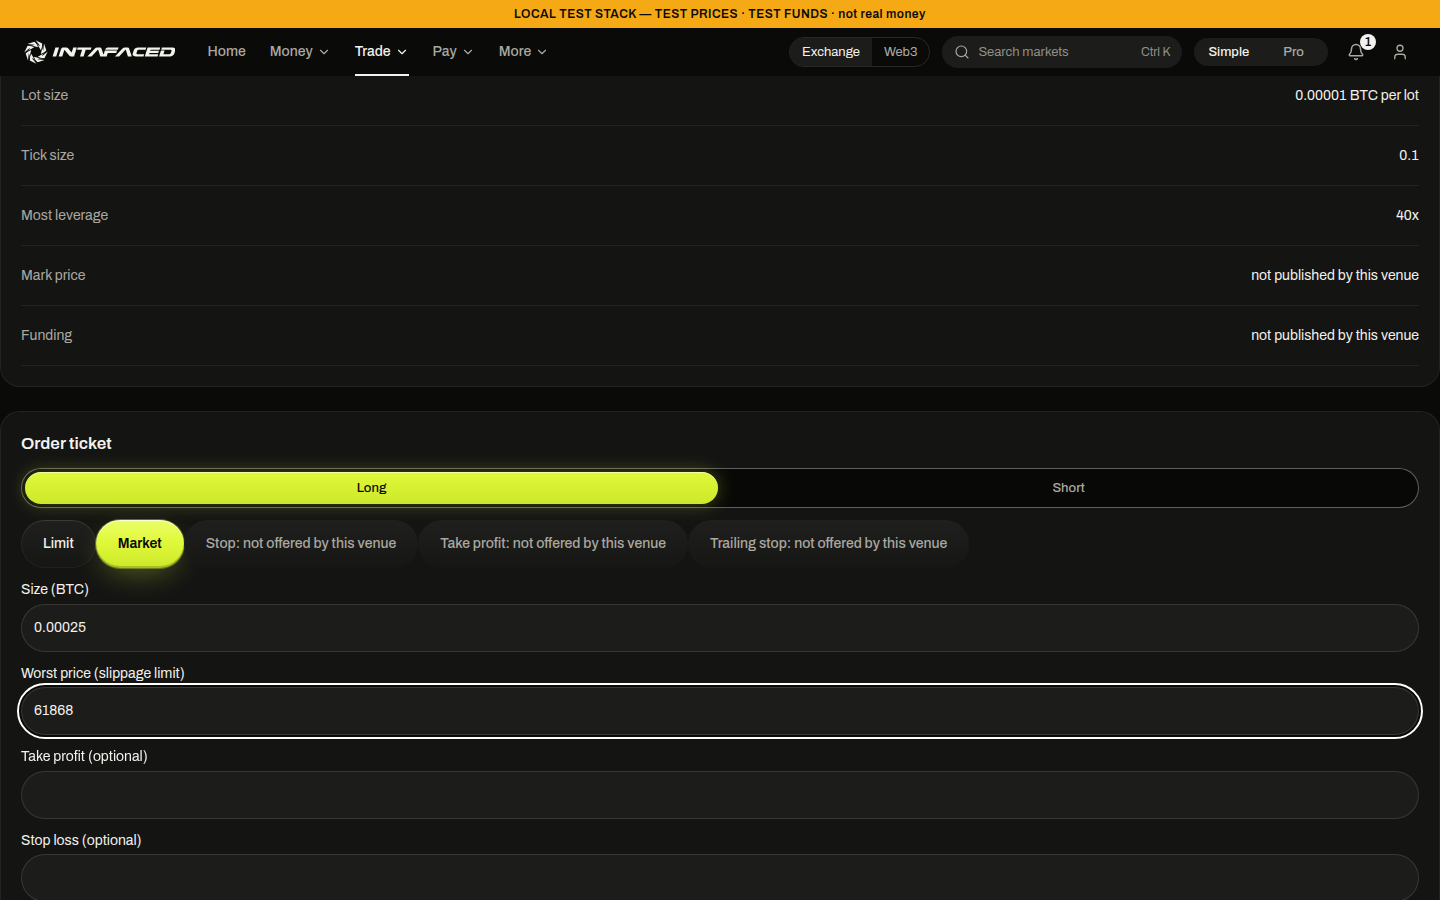 LOCAL TEST STACK — TEST PRICES · TEST FUNDS · not real money
INTAFACED Home Money Trade Pay More Exchange Web3 Search markets Ctrl K Simple Pro 1
Lot size 0.00001 BTC per lot
Tick size 0.1
Most leverage 40x
Mark price not published by this venue
Funding not published by this venue
Order ticket
Long Short
Limit Market Stop: not offered by this venue Take profit: not offered by this venue Trailing stop: not offered by this venue
Size (BTC)
0.00025
Worst price (slippage limit)
61868
Take profit (optional)
Stop loss (optional)